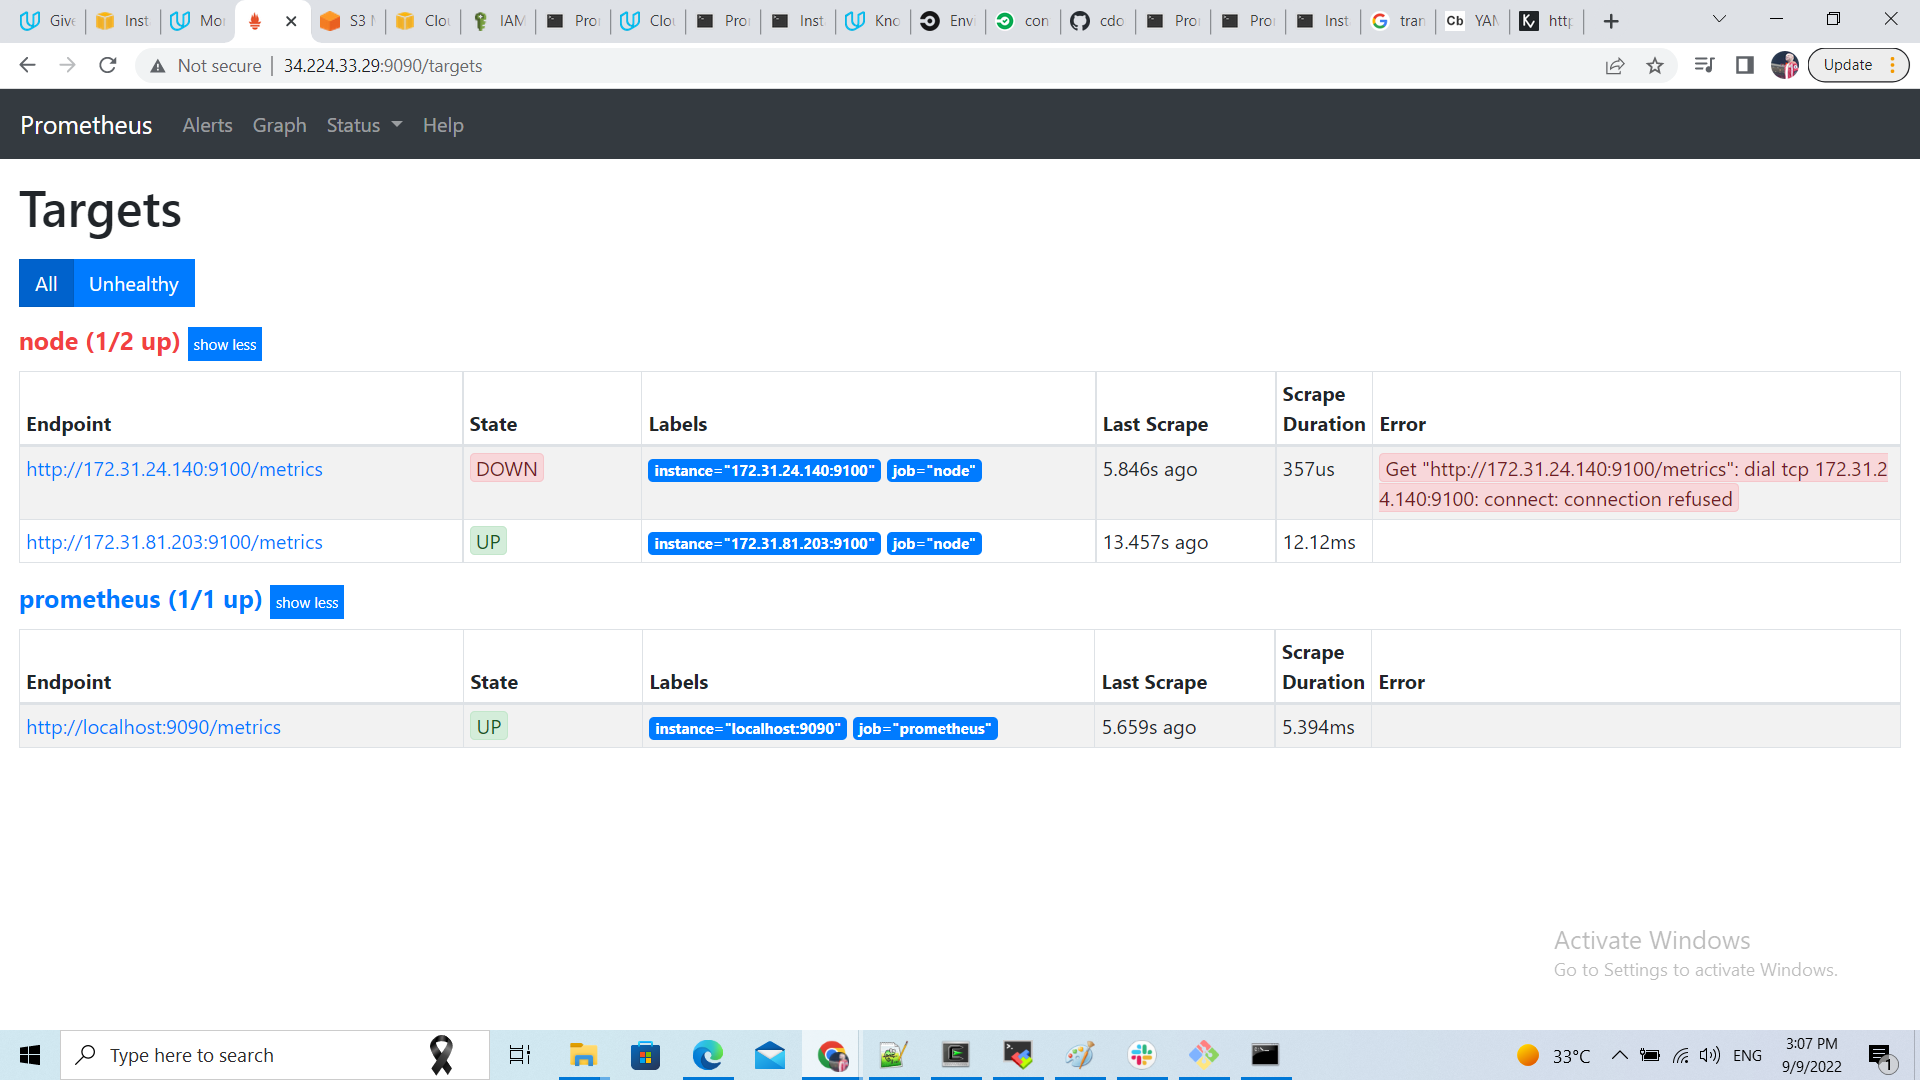 Give
Inst
Mor
S3 M
Clou
IAM
Pro
Clou
Pro
Inst
Kno
Envi
con
cdo
Pro
Pro
Inst
tran
Cb YAM
http
Not secure
34.224.33.29:9090/targets
Update
Prometheus Alerts Graph Status Help
Targets
All Unhealthy
node (1/2 up) show less
Endpoint State Labels Last Scrape Scrape Duration Error
http://172.31.24.140:9100/metrics DOWN instance="172.31.24.140:9100" job="node" 5.846s ago 357us Get "http://172.31.24.140:9100/metrics": dial tcp 172.31.2
4.140:9100: connect: connection refused
http://172.31.81.203:9100/metrics UP instance="172.31.81.203:9100" job="node" 13.457s ago 12.12ms
prometheus (1/1 up) show less
Endpoint State Labels Last Scrape Scrape Duration Error
http://localhost:9090/metrics UP instance="localhost:9090" job="prometheus" 5.659s ago 5.394ms
Activate Windows
Go to Settings to activate Windows.
Type here to search
33°C
ENG
3:07 PM
9/9/2022
1